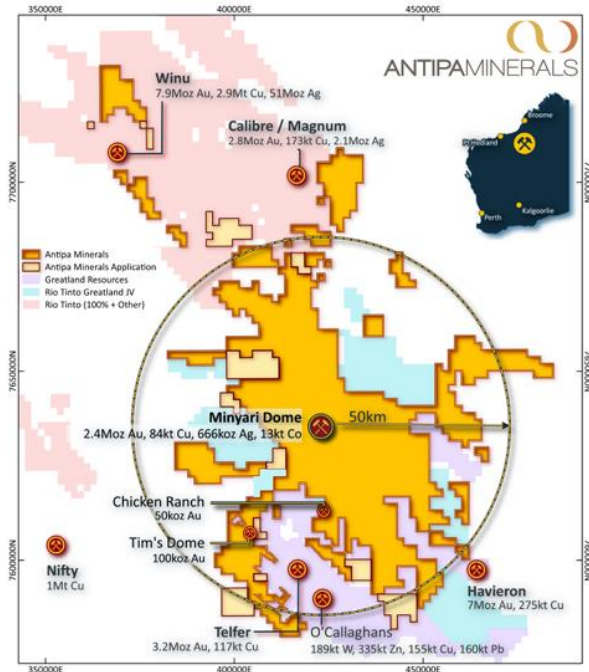 350000E
400000E
450000E
ANTIPAMINERALS
Winu
7.9Moz Au, 2.9Mt Cu, 51Moz Ag
Calibre / Magnum
2.8Moz Au, 173kt Cu, 2.1Moz Ag
Broome
Pt Hedland
Perth
Kalgoorlie
7700000N
Antipa Minerals
Antipa Minerals Application
Greatland Resources
Rio Tinto Greatland JV
Rio Tinto (100% + Other)
7650000N
7650000N
Minyari Dome
50km
2.4Moz Au, 84kt Cu, 666koz Ag, 13kt Co
Chicken Ranch
50koz Au
Tim's Dome
100koz Au
7600000N
7600000N
Nifty
1Mt Cu
Havieron
7Moz Au, 275kt Cu
Telfer
3.2Moz Au, 117kt Cu
O'Callaghans
189kt W, 335kt Zn, 155kt Cu, 160kt Pb
350000E
400000E
450000E